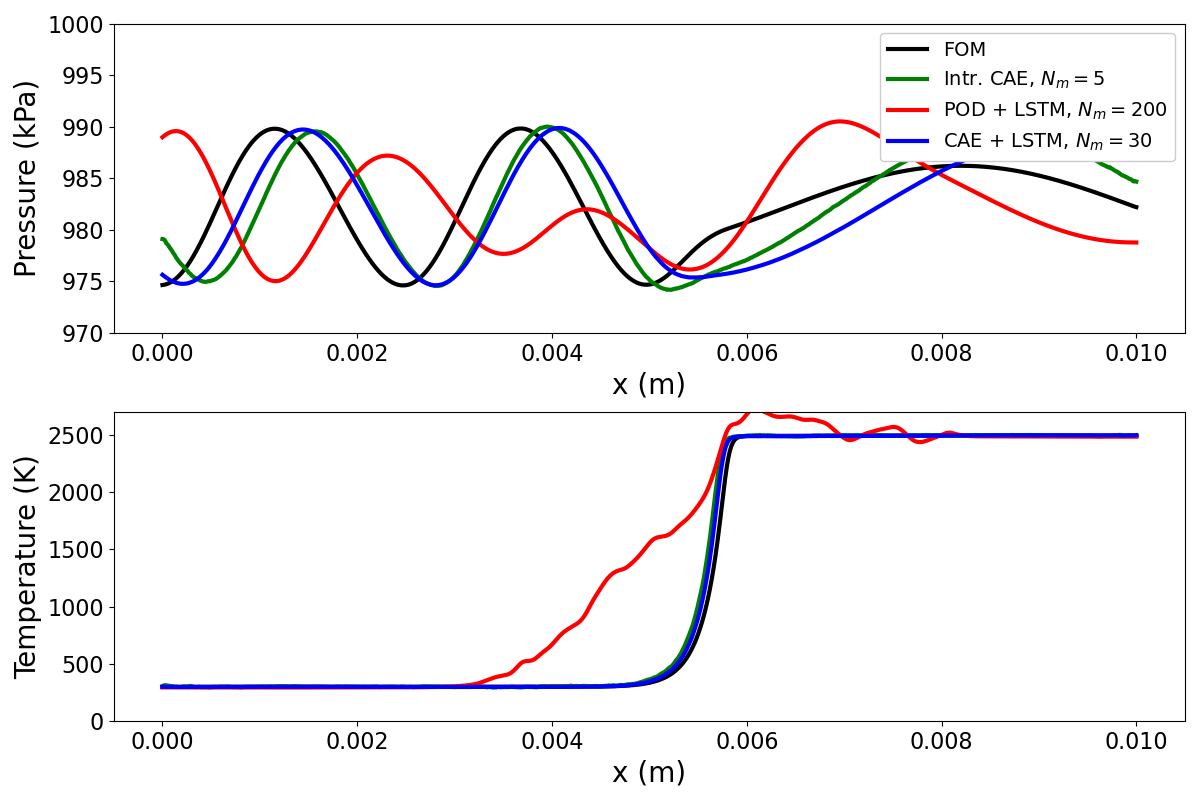 1000
995
990
985
980
975
970
Pressure (kPa)
FOM
Intr. CAE, $N_m = 5$
POD + LSTM, $N_m = 200$
CAE + LSTM, $N_m = 30$
0.000 0.002 0.004 0.006 0.008 0.010
x (m)
2500
2000
1500
1000
500
0
Temperature (K)
0.000 0.002 0.004 0.006 0.008 0.010
x (m)